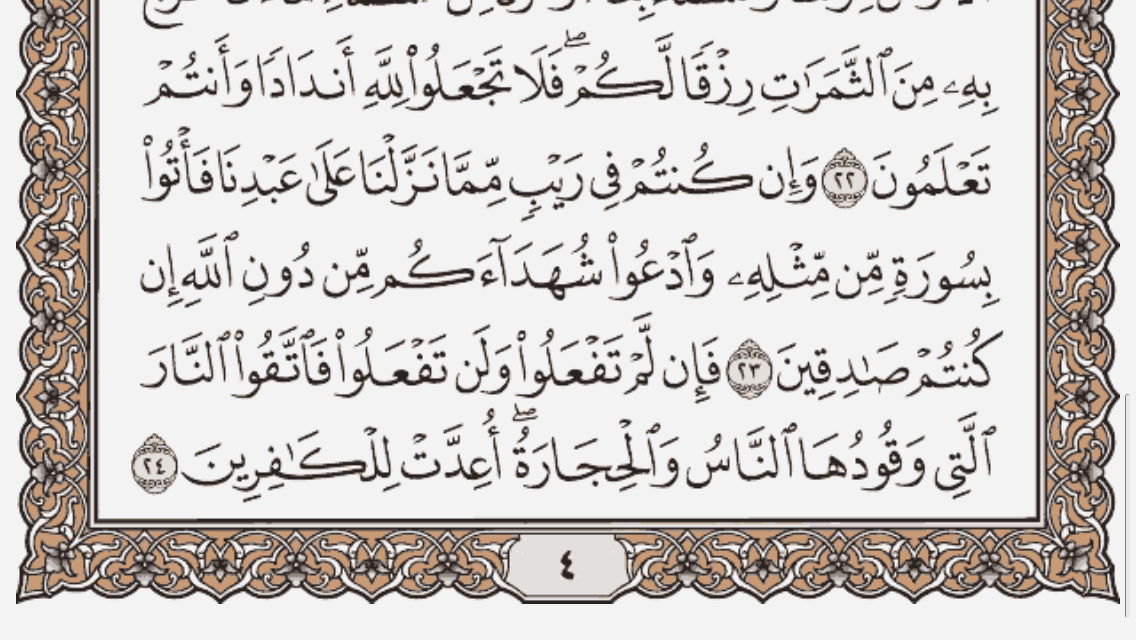 بِهِۦ مِنَ ٱلثَّمَرَٰتِ رِزْقًا لَّكُمْ ۖ فَلَا تَجْعَلُوا۟ لِلَّهِ أَندَادًا وَأَنتُمْ
تَعْلَمُونَ ٢٢ وَإِن كُنتُمْ فِى رَيْبٍ مِّمَّا نَزَّلْنَا عَلَىٰ عَبْدِنَا فَأْتُوا۟
بِسُورَةٍ مِّن مِّثْلِهِۦ وَٱدْعُوا۟ شُهَدَآءَكُم مِّن دُونِ ٱللَّهِ إِن
كُنتُمْ صَـٰدِقِينَ ٢٣ فَإِن لَّمْ تَفْعَلُوا۟ وَلَن تَفْعَلُوا۟ فَٱتَّقُوا۟ ٱلنَّارَ
ٱلَّتِى وَقُودُهَا ٱلنَّاسُ وَٱلْحِجَارَةُ ۖ أُعِدَّتْ لِلْكَـٰفِرِينَ ٢٤
٤